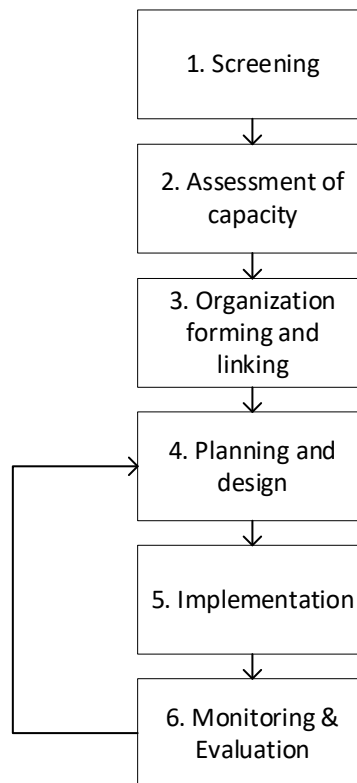 1. Screening
2. Assessment of
capacity
3. Organization
forming and
linking
4. Planning and
design
5. Implementation
6. Monitoring &
Evaluation